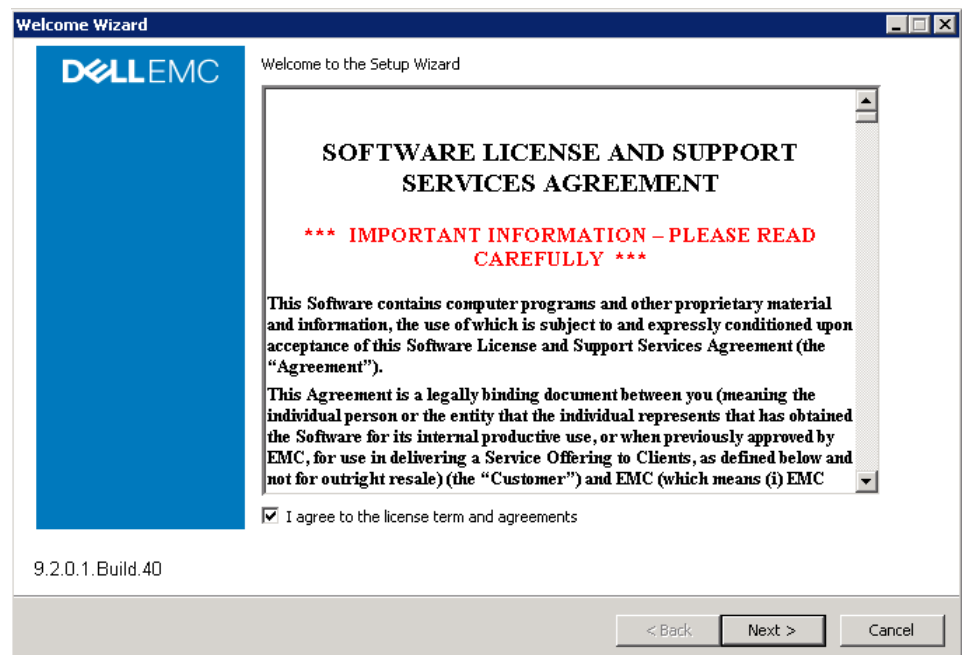 Welcome Wizard
DELLEMC
Welcome to the Setup Wizard
SOFTWARE LICENSE AND SUPPORT
SERVICES AGREEMENT
*** IMPORTANT INFORMATION – PLEASE READ
CAREFULLY ***
This Software contains computer programs and other proprietary material
and information, the use of which is subject to and expressly conditioned upon
acceptance of this Software License and Support Services Agreement (the
“Agreement”).
This Agreement is a legally binding document between you (meaning the
individual person or the entity that the individual represents that has obtained
the Software for its internal productive use, or when previously approved by
EMC, for use in delivering a Service Offering to Clients, as defined below and
not for outright resale) (the “Customer”) and EMC (which means (i) EMC
I agree to the license term and agreements
9.2.0.1.Build.40
< Back
Next >
Cancel